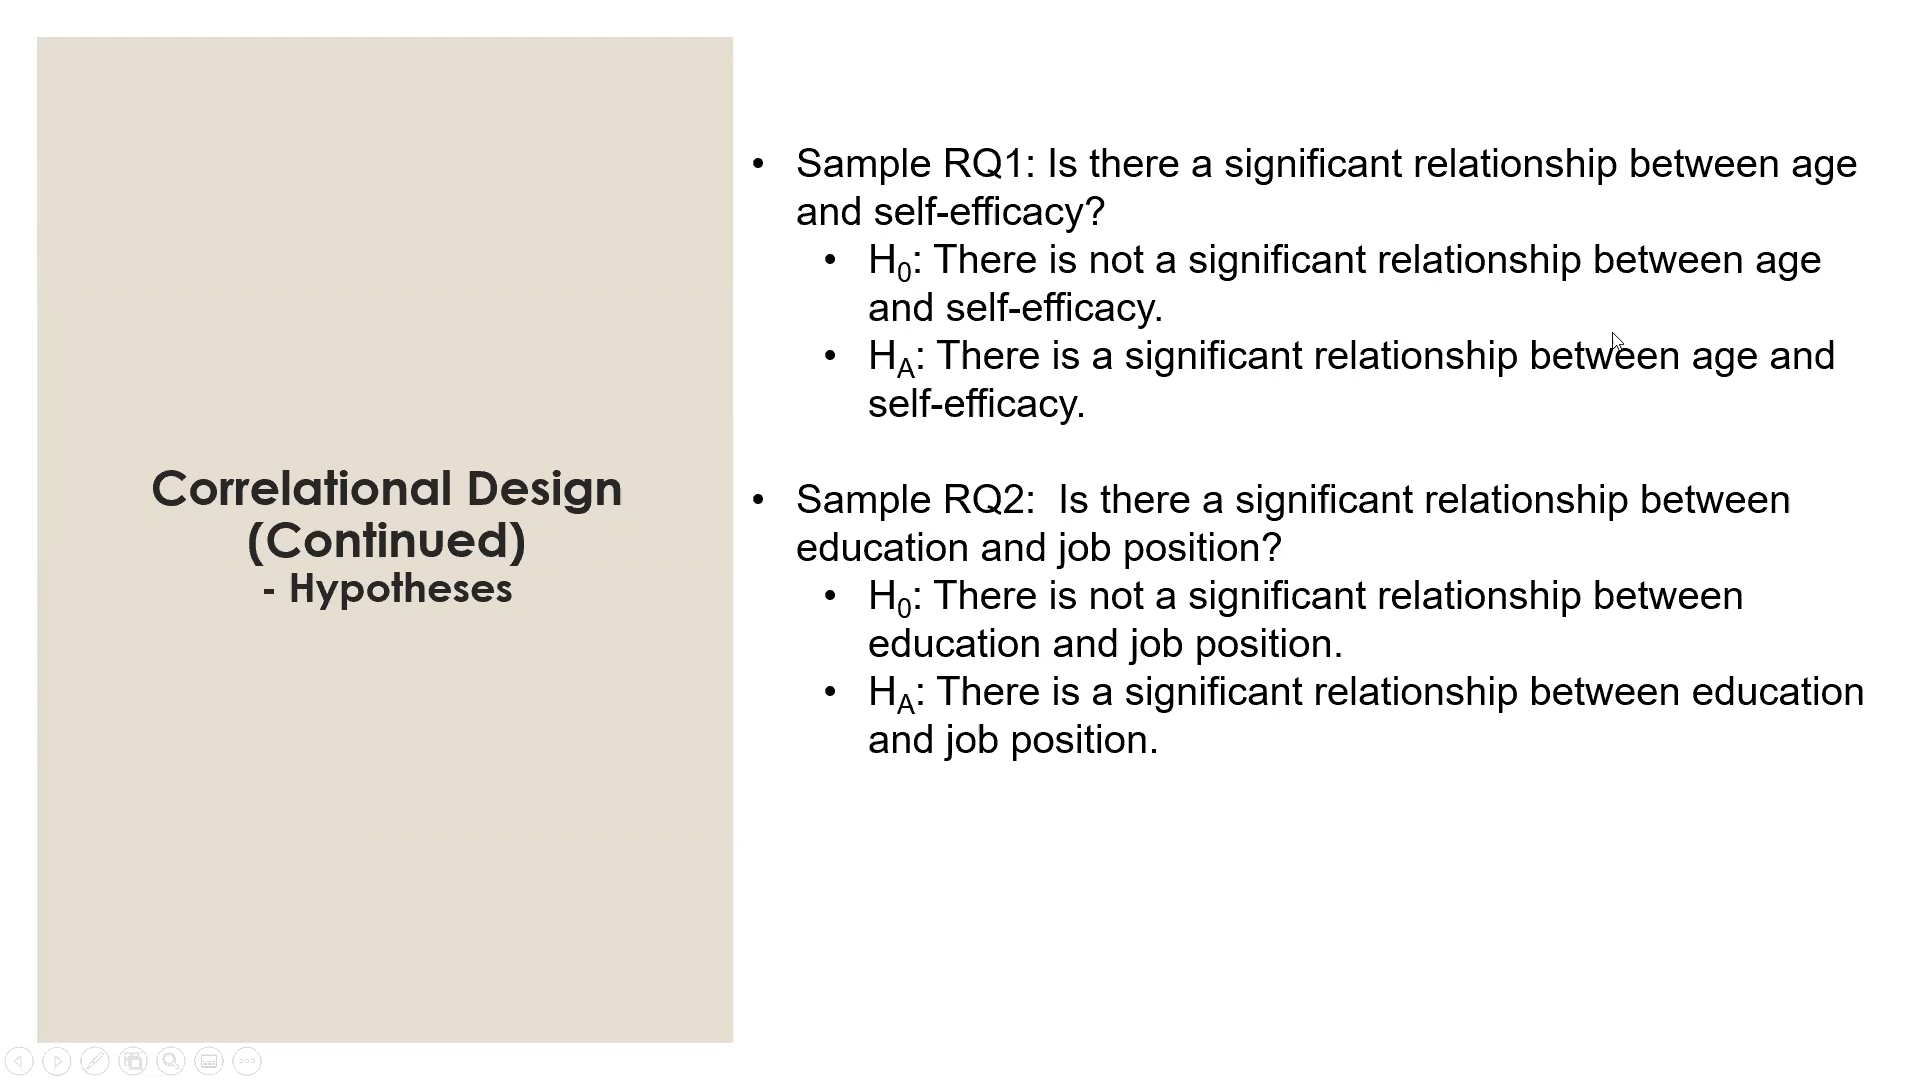 Correlational Design
(Continued)
- Hypotheses
• Sample RQ1: Is there a significant relationship between age
and self-efficacy?
• H₀: There is not a significant relationship between age
and self-efficacy.
• Hₐ: There is a significant relationship between age and
self-efficacy.
• Sample RQ2:  Is there a significant relationship between
education and job position?
• H₀: There is not a significant relationship between
education and job position.
• Hₐ: There is a significant relationship between education
and job position.